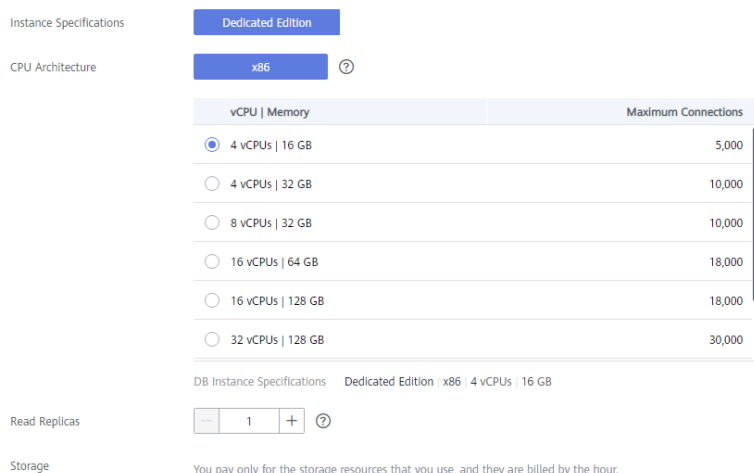 Instance Specifications Dedicated Edition
CPU Architecture x86 ?
vCPU | Memory Maximum Connections
4 vCPUs | 16 GB 5,000
4 vCPUs | 32 GB 10,000
8 vCPUs | 32 GB 10,000
16 vCPUs | 64 GB 18,000
16 vCPUs | 128 GB 18,000
32 vCPUs | 128 GB 30,000
DB Instance Specifications Dedicated Edition | x86 | 4 vCPUs | 16 GB
Read Replicas — 1 + ?
Storage You pay only for the storage resources that you use, and they are billed by the hour.